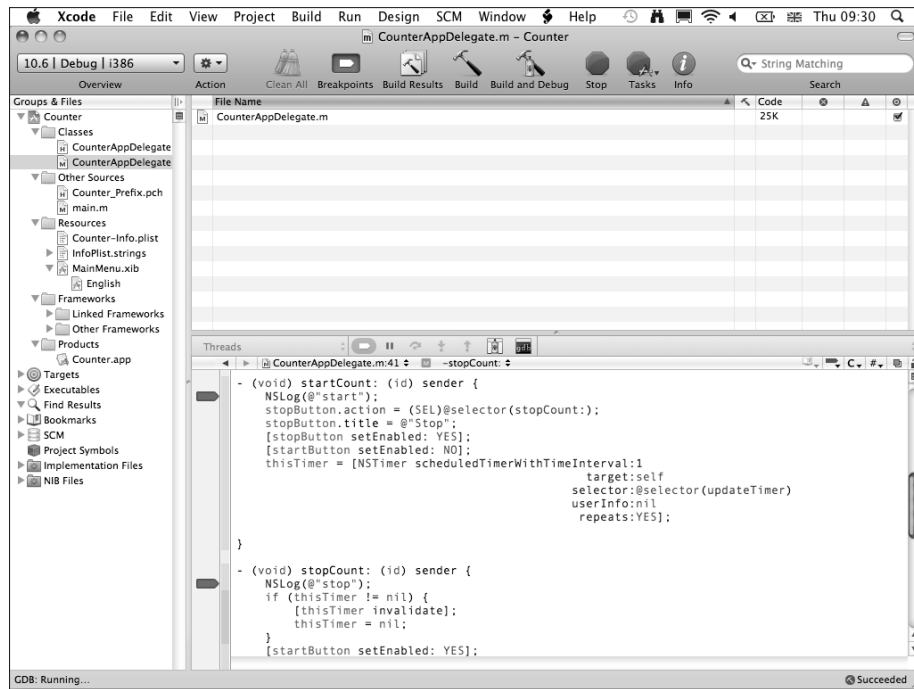 Xcode File Edit View Project Build Run Design SCM Window Help Thu 09:30
CounterAppDelegate.m – Counter
10.6 | Debug | i386
String Matching
Overview Action Clean All Breakpoints Build Results Build Build and Debug Stop Tasks Info Search
Groups & Files
File Name Code
Counter
CounterAppDelegate.m 25K
Classes
CounterAppDelegate
CounterAppDelegate
Other Sources
Counter_Prefix.pch
main.m
Resources
Counter-Info.plist
InfoPlist.strings
MainMenu.xib
English
Frameworks
Linked Frameworks
Other Frameworks
Products
Counter.app
Targets
Executables
Find Results
Bookmarks
SCM
Project Symbols
Implementation Files
NIB Files
Threads
gdb
CounterAppDelegate.m:41 -stopCount: C, #,
- (void) startCount: (id) sender {
NSLog(@"start");
stopButton.action = (SEL)@selector(stopCount:);
stopButton.title = @"Stop";
[stopButton setEnabled: YES];
[startButton setEnabled: NO];
thisTimer = [NSTimer scheduledTimerWithTimeInterval:1
target:self
selector:@selector(updateTimer)
userInfo:nil
repeats:YES];
}
- (void) stopCount: (id) sender {
NSLog(@"stop");
if (thisTimer != nil) {
[thisTimer invalidate];
thisTimer = nil;
}
[startButton setEnabled: YES];
GDB: Running... Succeeded